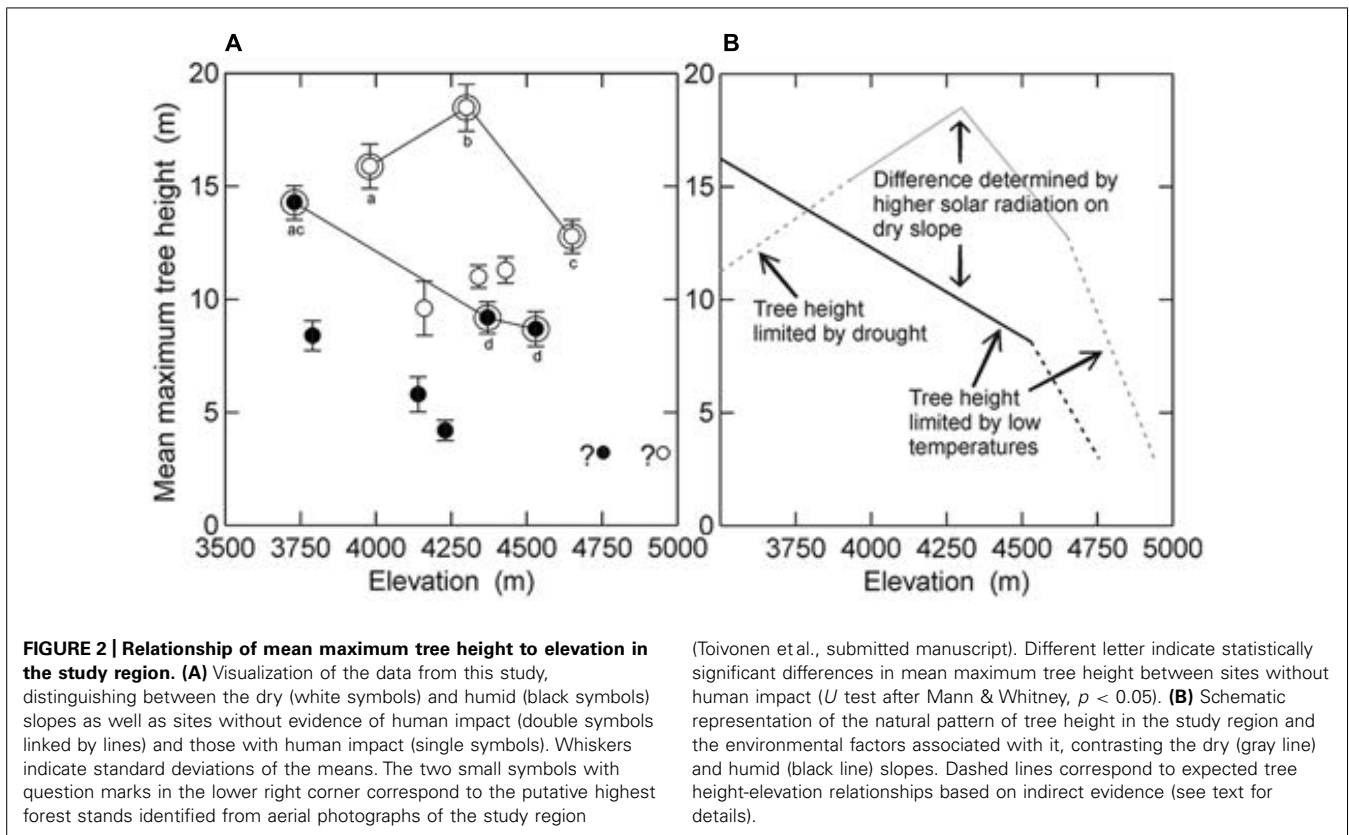 A
B
Mean maximum tree height (m)
20
15
10
5
0
a
b
c
ac
d
d
?
?
3500 3750 4000 4250 4500 4750 5000
Elevation (m)
Difference determined by
higher solar radiation on
dry slope
Tree height
limited by drought
Tree height
limited by low
temperatures
3750 4000 4250 4500 4750 5000
Elevation (m)
FIGURE 2 | Relationship of mean maximum tree height to elevation in
the study region. (A) Visualization of the data from this study,
distinguishing between the dry (white symbols) and humid (black symbols)
slopes as well as sites without evidence of human impact (double symbols
linked by lines) and those with human impact (single symbols). Whiskers
indicate standard deviations of the means. The two small symbols with
question marks in the lower right corner correspond to the putative highest
forest stands identified from aerial photographs of the study region
(Toivonen et al., submitted manuscript). Different letter indicate statistically
significant differences in mean maximum tree height between sites without
human impact (U test after Mann & Whitney, p < 0.05). (B) Schematic
representation of the natural pattern of tree height in the study region and
the environmental factors associated with it, contrasting the dry (gray line)
and humid (black line) slopes. Dashed lines correspond to expected tree
height-elevation relationships based on indirect evidence (see text for
details).